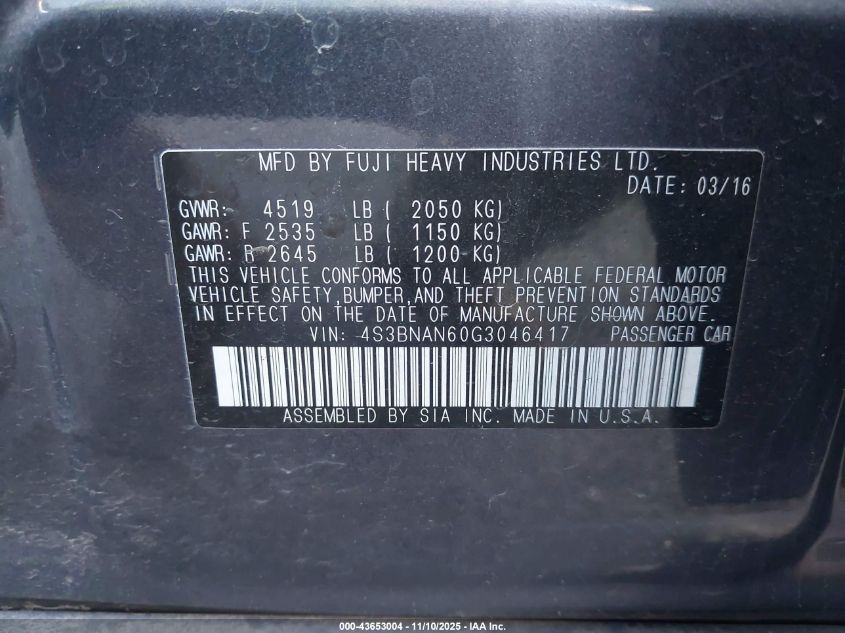 MFD BY FUJI HEAVY INDUSTRIES LTD.
DATE: 03/16
GVWR: 4519 LB ( 2050 KG)
GAWR: F 2535 LB ( 1150 KG)
GAWR: R 2645 LB ( 1200 KG)
THIS VEHICLE CONFORMS TO ALL APPLICABLE FEDERAL MOTOR
VEHICLE SAFETY,BUMPER,AND THEFT PREVENTION STANDARDS
IN EFFECT ON THE DATE OF MANUFACTURE SHOWN ABOVE.
VIN: 4S3BNAN60G3046417 PASSENGER CAR
ASSEMBLED BY SIA INC. MADE IN U.S.A.
000-43653004 — 11/10/2025 — IAA Inc.